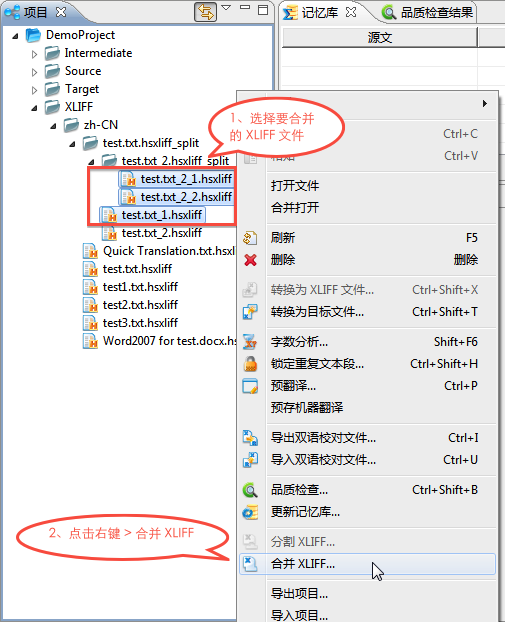 项目
记忆库
品质检查结果
源文
DemoProject
Intermediate
Source
Target
XLIFF
zh-CN
test.txt.hsxliff_split
test.txt_2.hsxliff_split
test.txt_2_1.hsxliff
test.txt_2_2.hsxliff
test.txt_1.hsxliff
test.txt_2.hsxliff
Quick Translation.txt.hsxl
test.txt.hsxliff
test1.txt.hsxliff
test2.txt.hsxliff
test3.txt.hsxliff
Word2007 for test.docx.hs
1、选择要合并
的 XLIFF 文件
Ctrl+C
Ctrl+V
打开文件
合并打开
刷新 F5
删除 删除
转换为 XLIFF 文件... Ctrl+Shift+X
转换为目标文件... Ctrl+Shift+T
字数分析... Shift+F6
锁定重复文本段... Ctrl+Shift+H
预翻译... Ctrl+P
预存机器翻译
导出双语校对文件... Ctrl+I
导入双语校对文件... Ctrl+U
品质检查... Ctrl+Shift+B
更新记忆库...
分割 XLIFF...
合并 XLIFF...
导出项目...
导入项目...
2、点击右键 > 合并 XLIFF